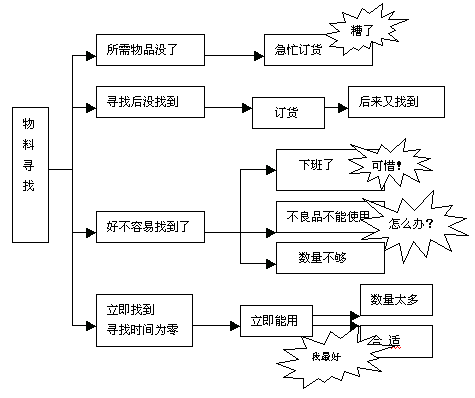 糟了
所需物品没了
急忙订货
寻找后没找到
订货
后来又找到
物
料
寻
找
下班了
可惜!
好不容易找到了
不良品不能使用
怎么办?
数量不够
立即找到
寻找时间为零
立即能用
数量太多
合 适
我最好